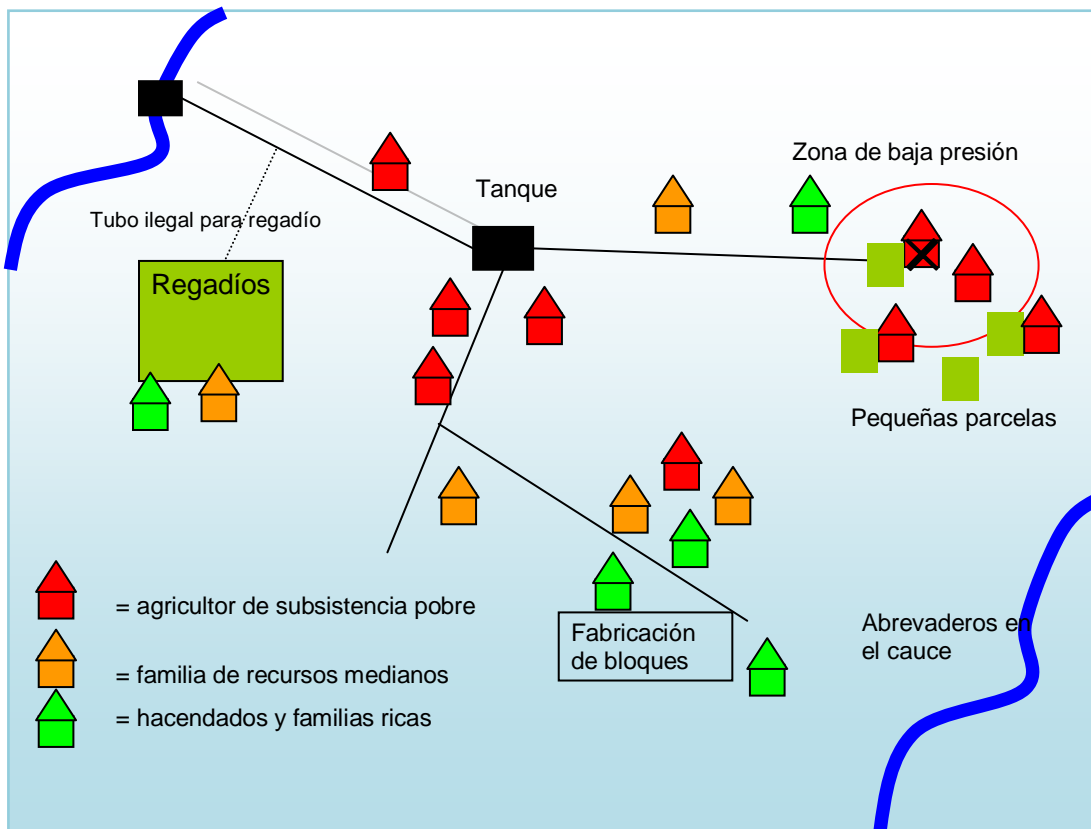 Zona de baja presión
Tanque
Tubo ilegal para regadío
Regadíos
Pequeñas parcelas
= agricultor de subsistencia pobre
= familia de recursos medianos
= hacendados y familias ricas
Fabricación
de bloques
Abrevaderos en
el cauce